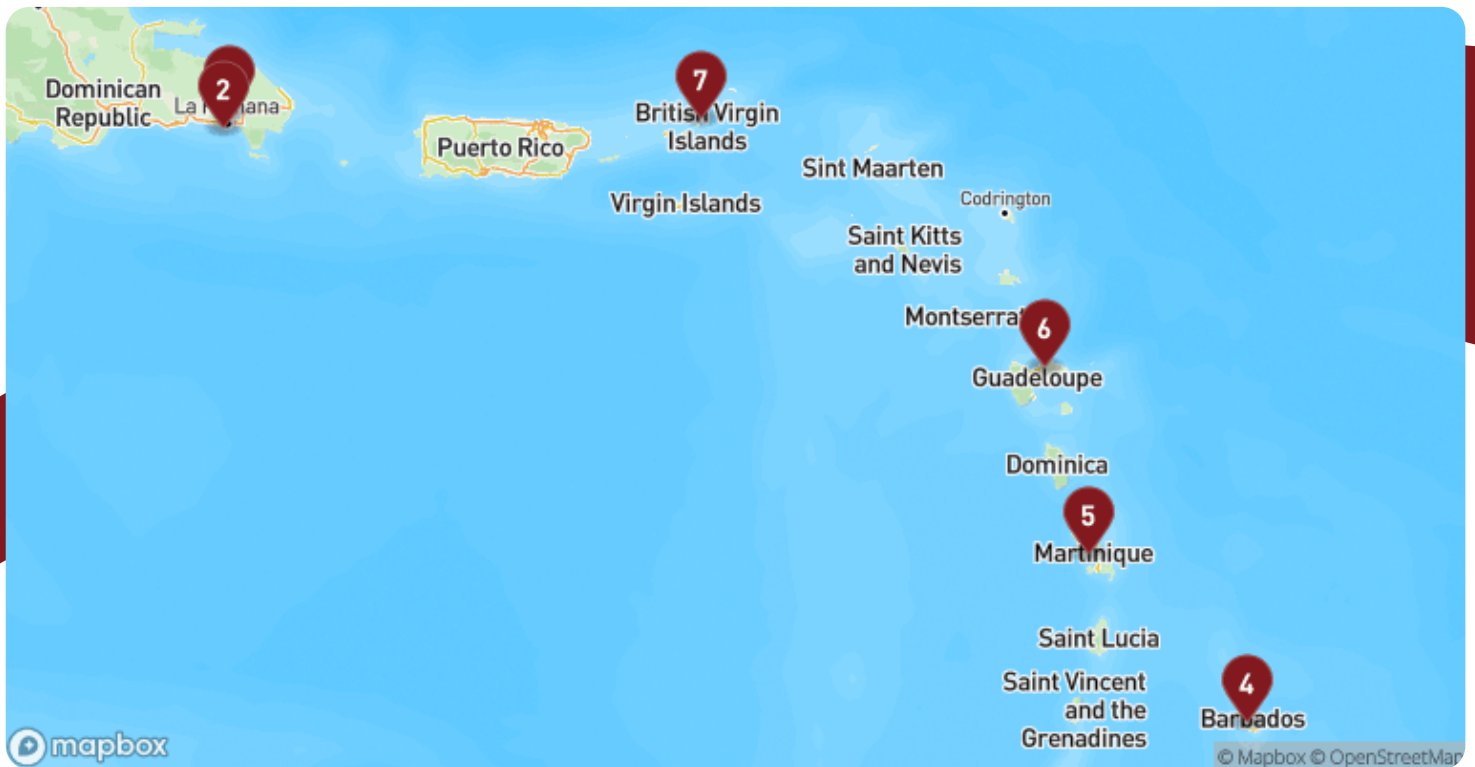 Dominican
Republic
2
La
ana
Puerto Rico
7
British Virgin
Islands
Virgin Islands
Sint Maarten
Codrington
Saint Kitts
and Nevis
Montserrat
6
Guadeloupe
Dominica
5
Martinique
Saint Lucia
Saint Vincent
and the
Grenadines
4
Barbados
mapbox
© Mapbox © OpenStreetMap